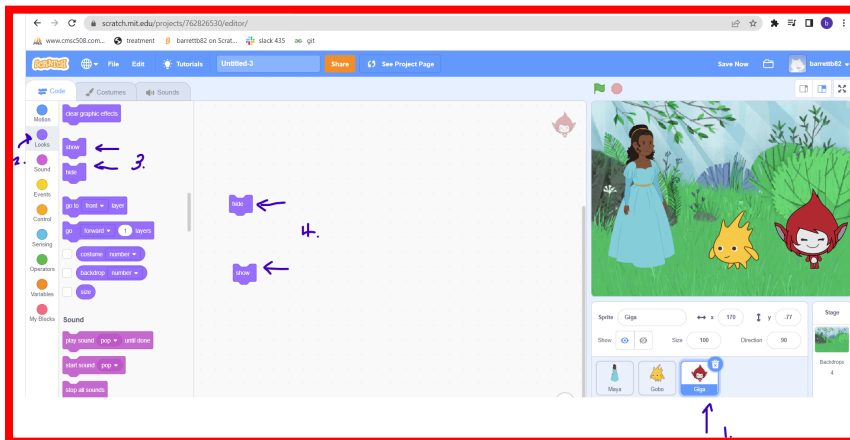 scratch.mit.edu/projects/762826530/editor/
b
www.cmsc508.com... treatment barrettb82 on Scrat... slack 435 git
SCRATCH File Edit Tutorials Untitled-3 Share See Project Page Save Now barrettb82
Code Costumes Sounds
Motion
Looks
Sound
Events
Control
Sensing
Operators
Variables
My Blocks
clear graphic effects
show
hide
go to front layer
go forward 1 layers
costume number
backdrop number
size
Sound
play sound pop until done
start sound pop
stop all sounds
2.
3.
hide
4.
show
Sprite Giga x 170 y -77
Show Size 100 Direction 90
Maya Gobo Giga
Stage
Backdrops
4
1.